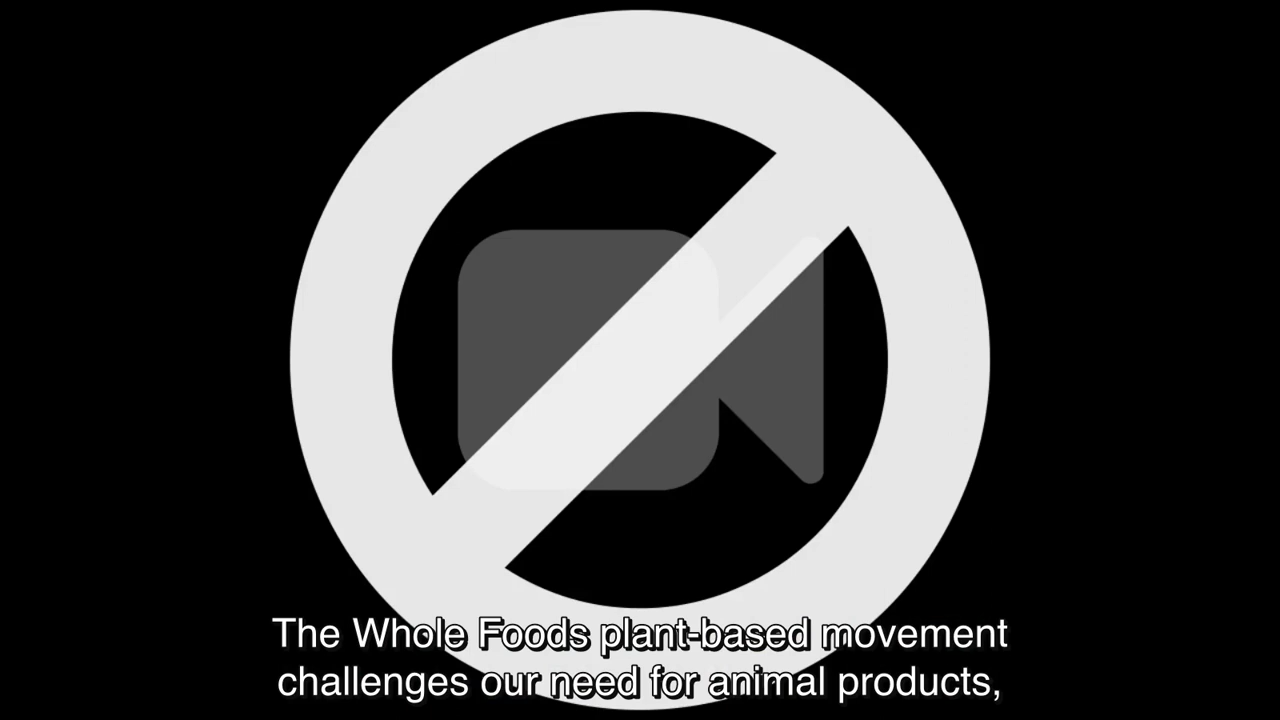 The Whole Foods plant-based movement
challenges our need for animal products,